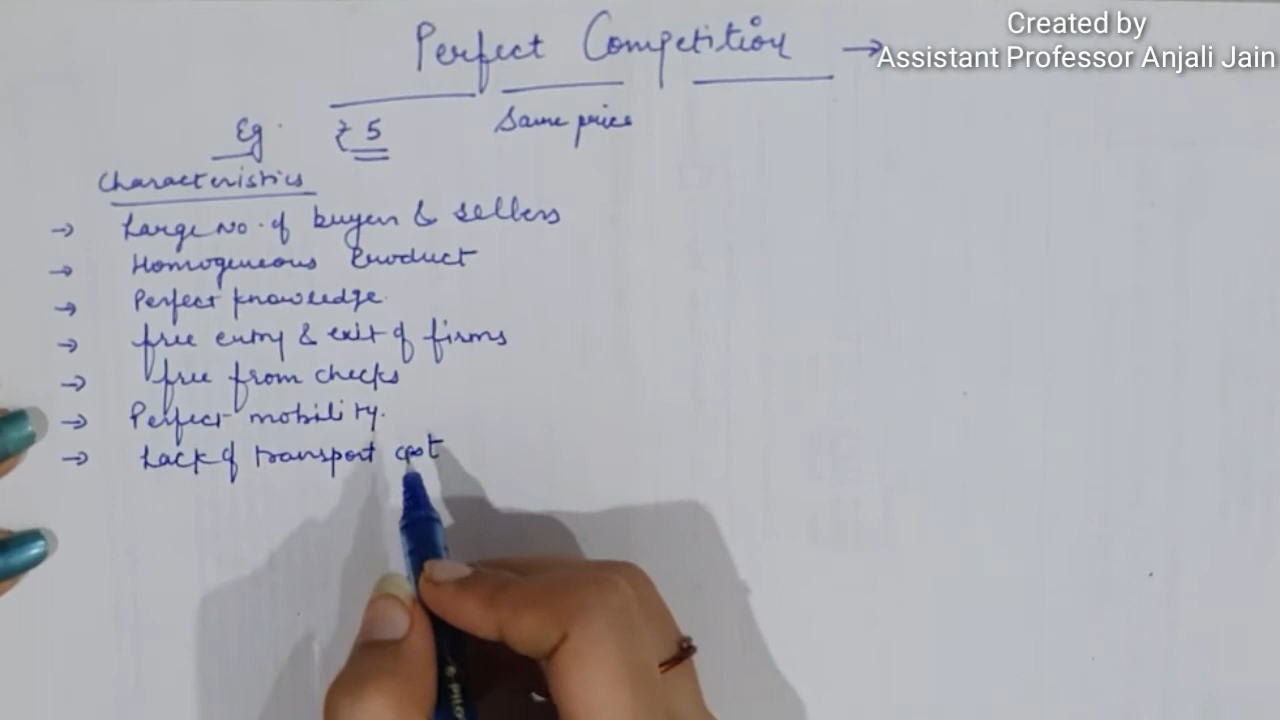 Perfect Competition →
Created by
Assistant Professor Anjali Jain
Eg. ₹ 5 Same price
Characteristics
→ Large No. of buyers & sellers
→ Homogeneous Product
→ Perfect knowledge.
→ free entry & exit of firms
→ free from checks
→ Perfect mobility.
→ Lack of transport cost
PILOT